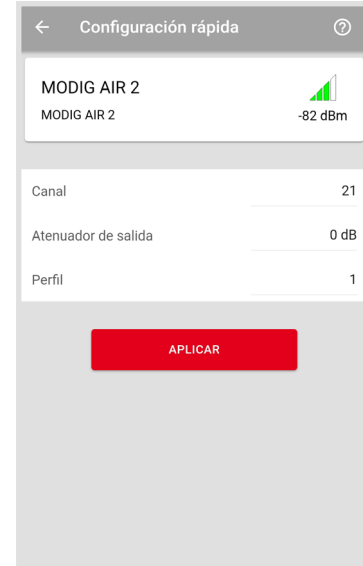 Configuración rápida
MODIG AIR 2
MODIG AIR 2
-82 dBm
Canal 21
Atenuador de salida 0 dB
Perfil 1
APLICAR